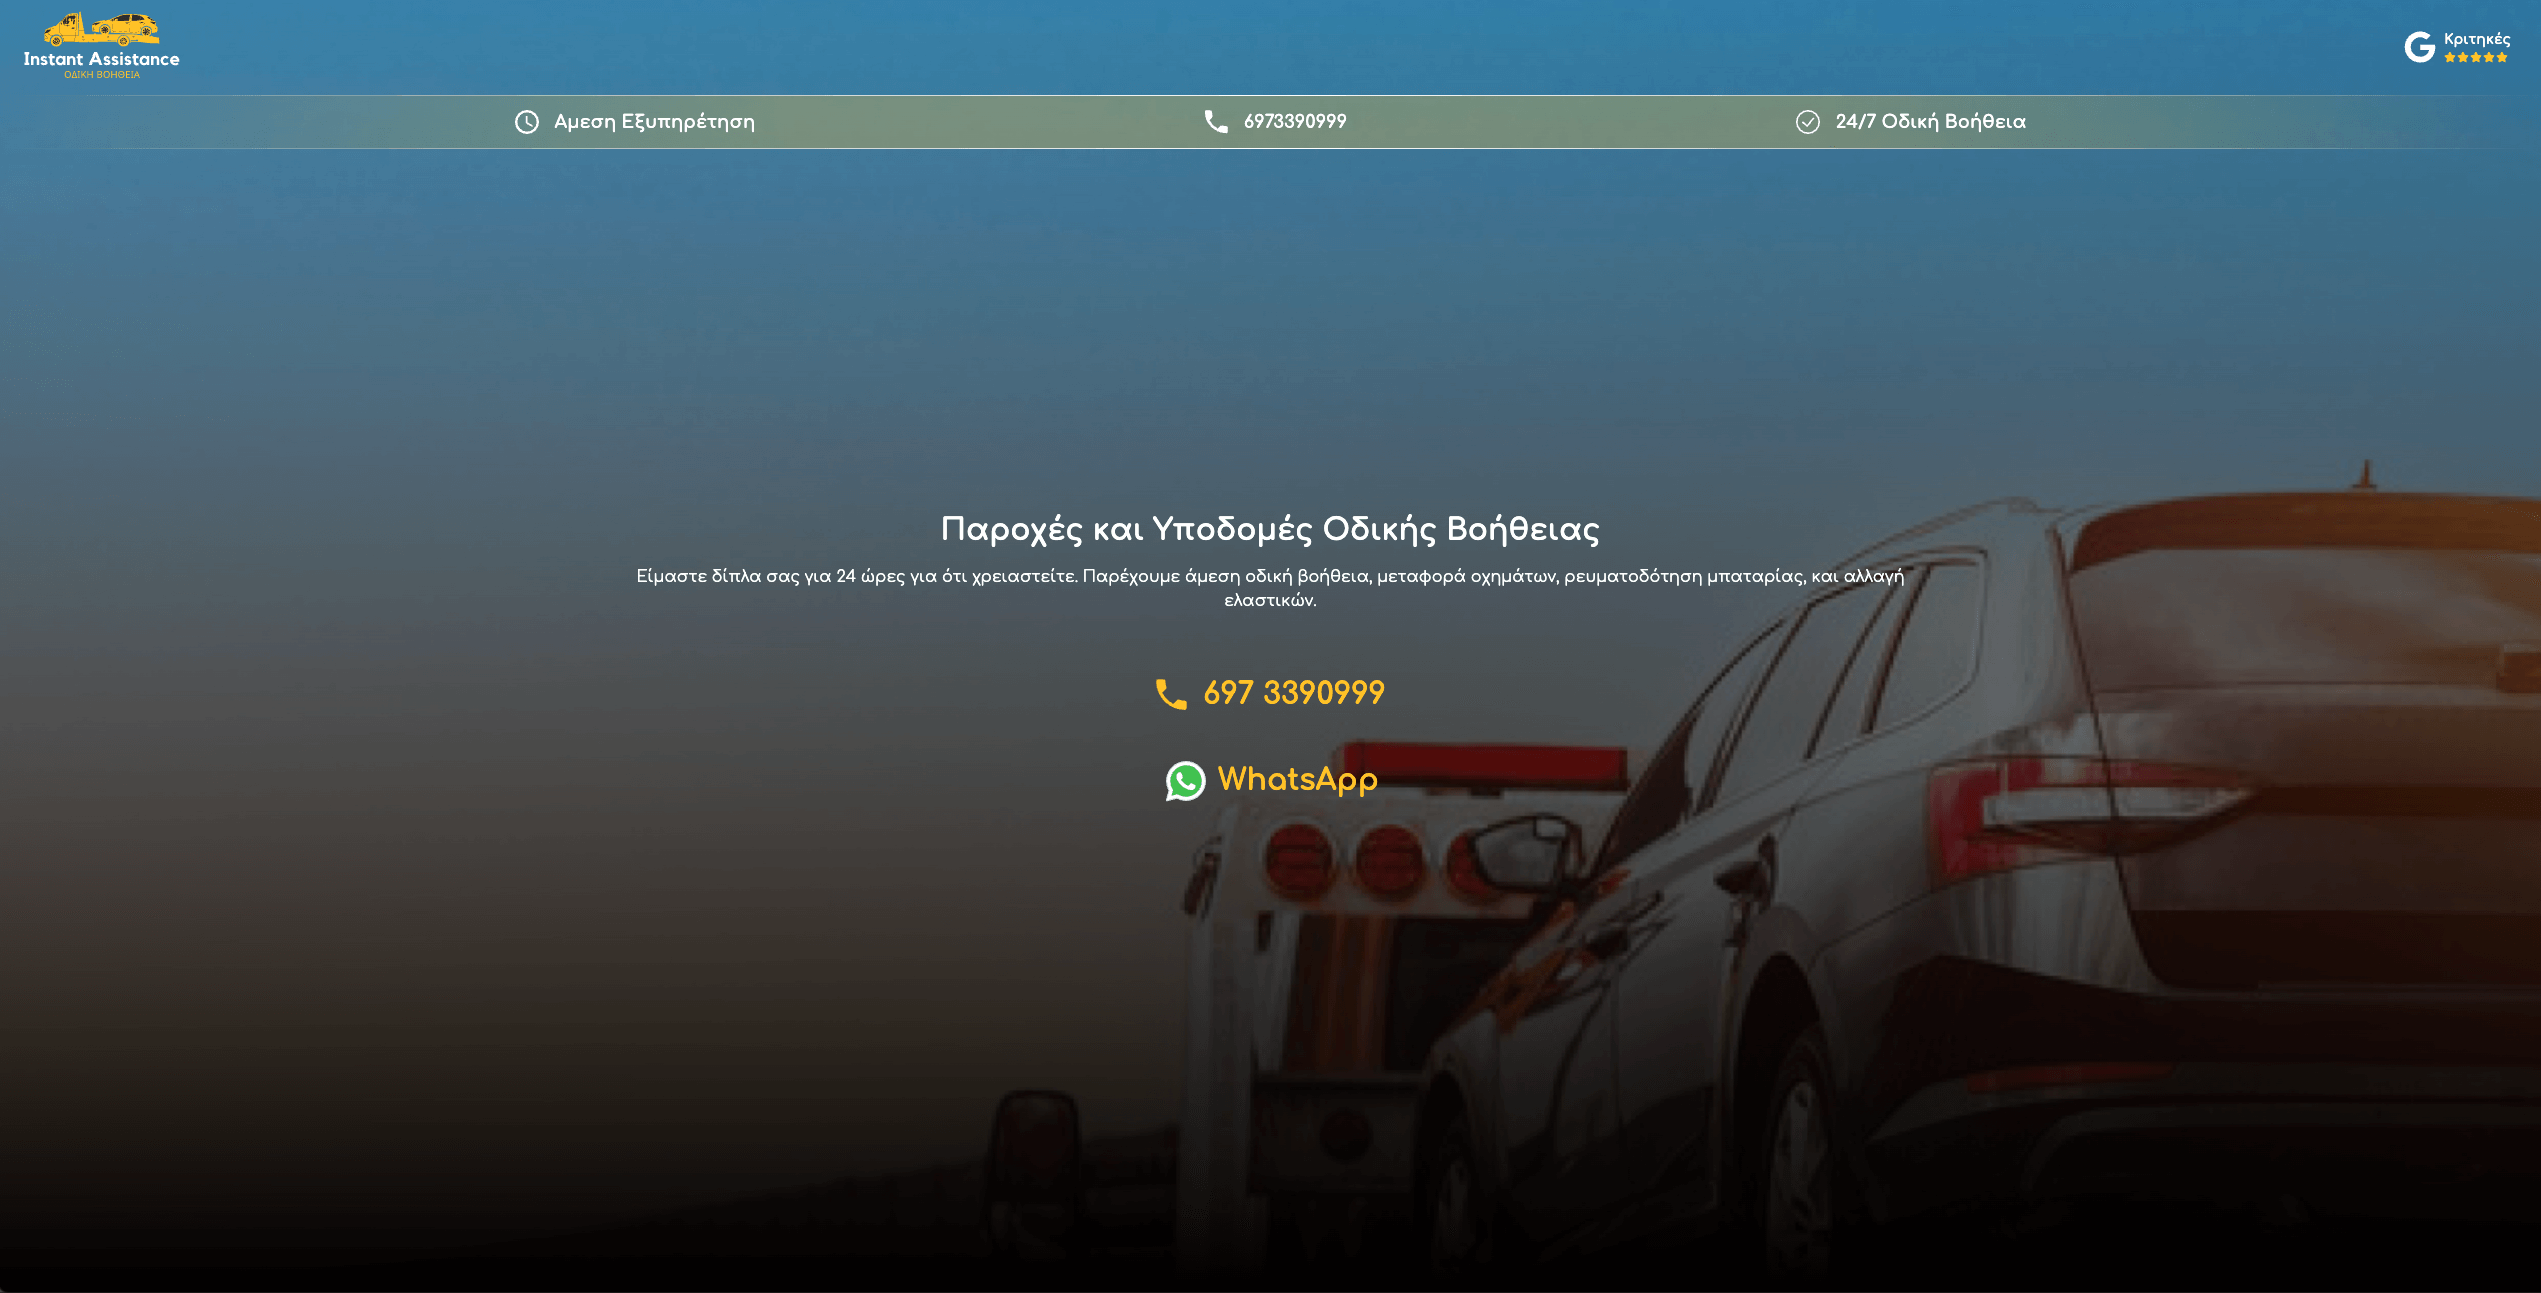 Instant Assistance
ΟΔΙΚΗ ΒΟΗΘΕΙΑ
Κριτηκές
Αμεση Εξυπηρέτηση
6973390999
24/7 Οδική Βοήθεια
Παροχές και Υποδομές Οδικής Βοήθειας
Είμαστε δίπλα σας για 24 ώρες για ότι χρειαστείτε. Παρέχουμε άμεση οδική βοήθεια, μεταφορά οχημάτων, ρευματοδότηση μπαταρίας, και αλλαγή
ελαστικών.
697 3390999
WhatsApp